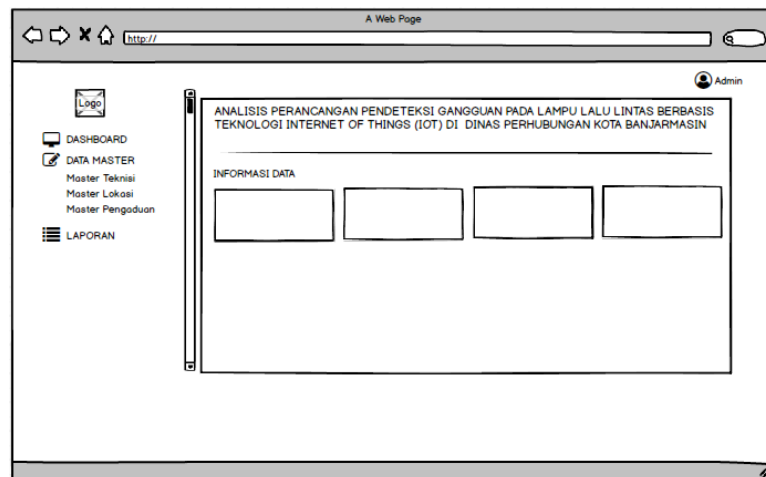 A Web Page
http://
Admin
Logo
DASHBOARD
DATA MASTER
Master Teknisi
Master Lokasi
Master Pengaduan
LAPORAN
ANALISIS PERANCANGAN PENDETEKSI GANGGUAN PADA LAMPU LALU LINTAS BERBASIS
TEKNOLOGI INTERNET OF THINGS (IOT) DI DINAS PERHUBUNGAN KOTA BANJARMASIN
INFORMASI DATA